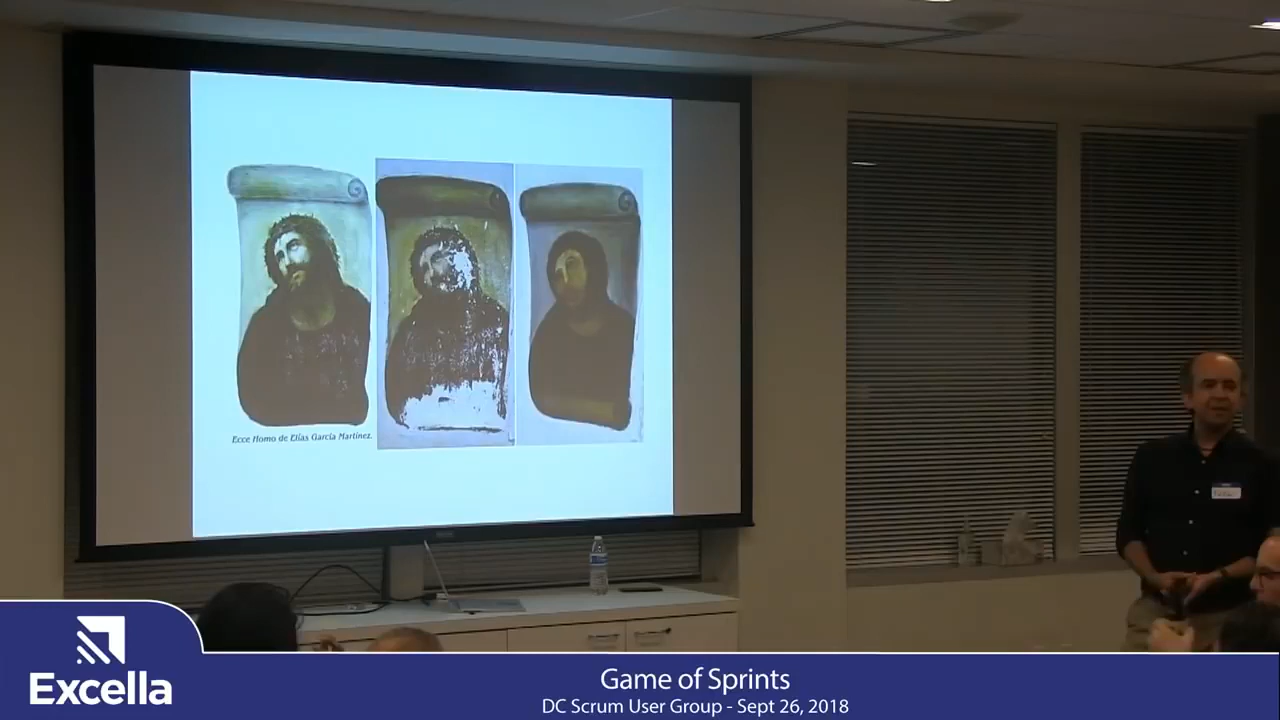 Ecce Homo de Elías García Martínez.
Excella
Game of Sprints
DC Scrum User Group - Sept 26, 2018